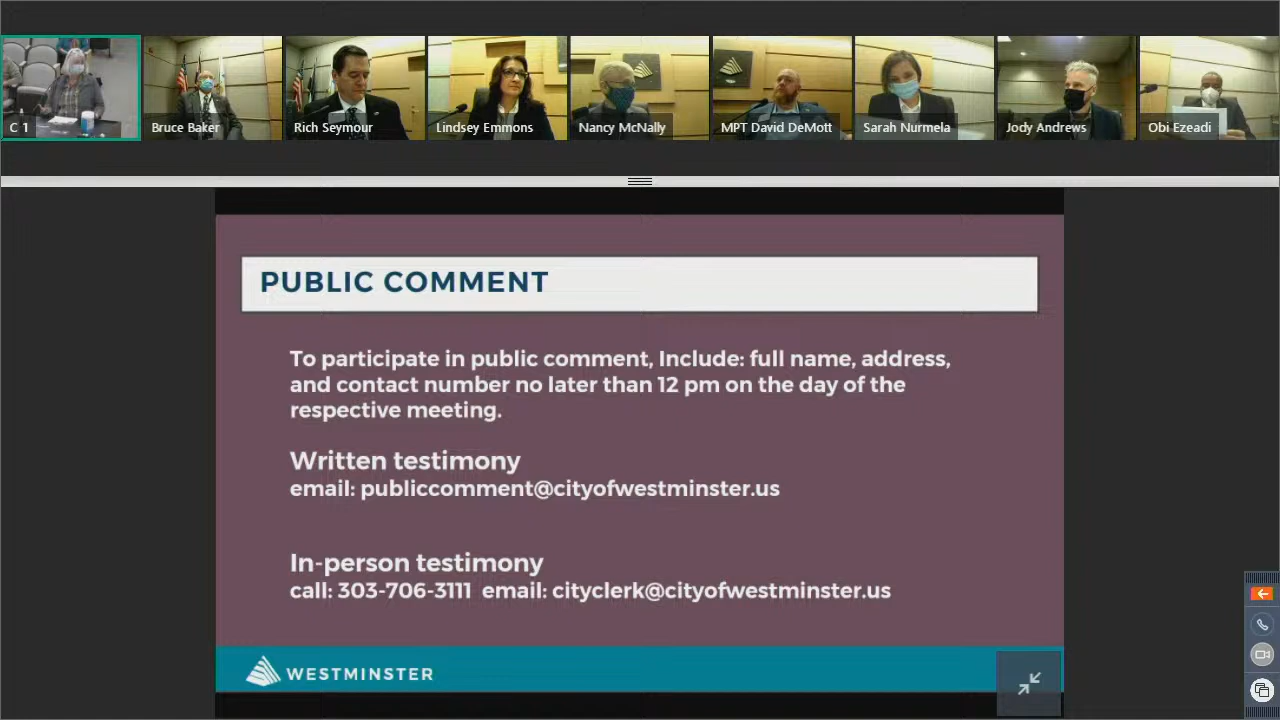 C 1
Bruce Baker
Rich Seymour
Lindsey Emmons
Nancy McNally
MPT David DeMott
Sarah Nurmela
Jody Andrews
Obi Ezeadi
PUBLIC COMMENT
To participate in public comment, Include: full name, address,
and contact number no later than 12 pm on the day of the
respective meeting.
Written testimony
email: publiccomment@cityofwestminster.us
In-person testimony
call: 303-706-3111 email: cityclerk@cityofwestminster.us
WESTMINSTER